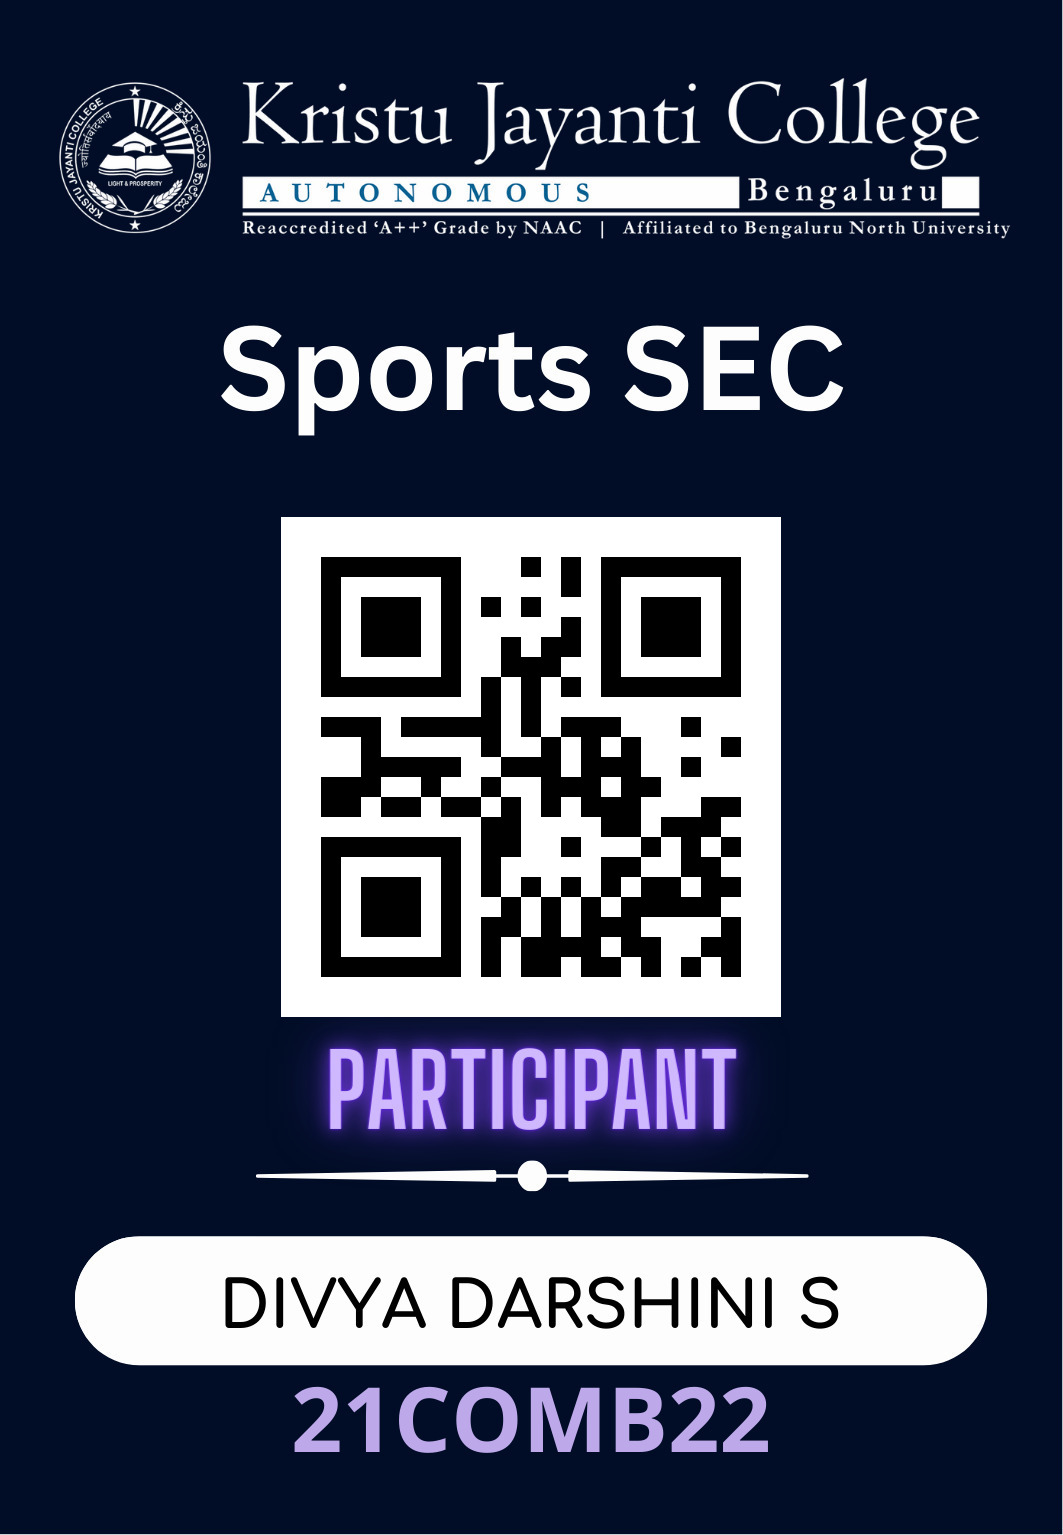 Kristu Jayanti College
AUTONOMOUS Bengaluru
Reaccredited ‘A++’ Grade by NAAC | Affiliated to Bengaluru North University
KRISTU JAYANTI COLLEGE
ಕ್ರಿಸ್ತು ಜಯಂತಿ ಕಾಲೇಜು
LIGHT & PROSPERITY
Sports SEC
PARTICIPANT
DIVYA DARSHINI S
21COMB22